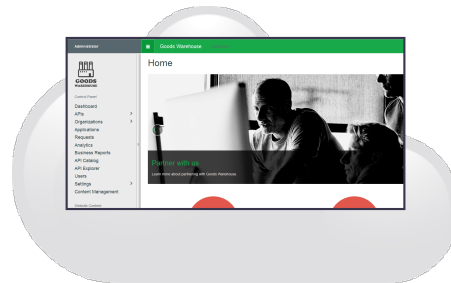 Administrator
Goods Warehouse
GOODS
WAREHOUSE
Control Panel
Dashboard
APIs
Organizations
Applications
Requests
Analytics
Business Reports
API Catalog
API Explorer
Users
Settings
Content Management
Website Content
Home
Partner with us
Learn more about partnering with Goods Warehouse.